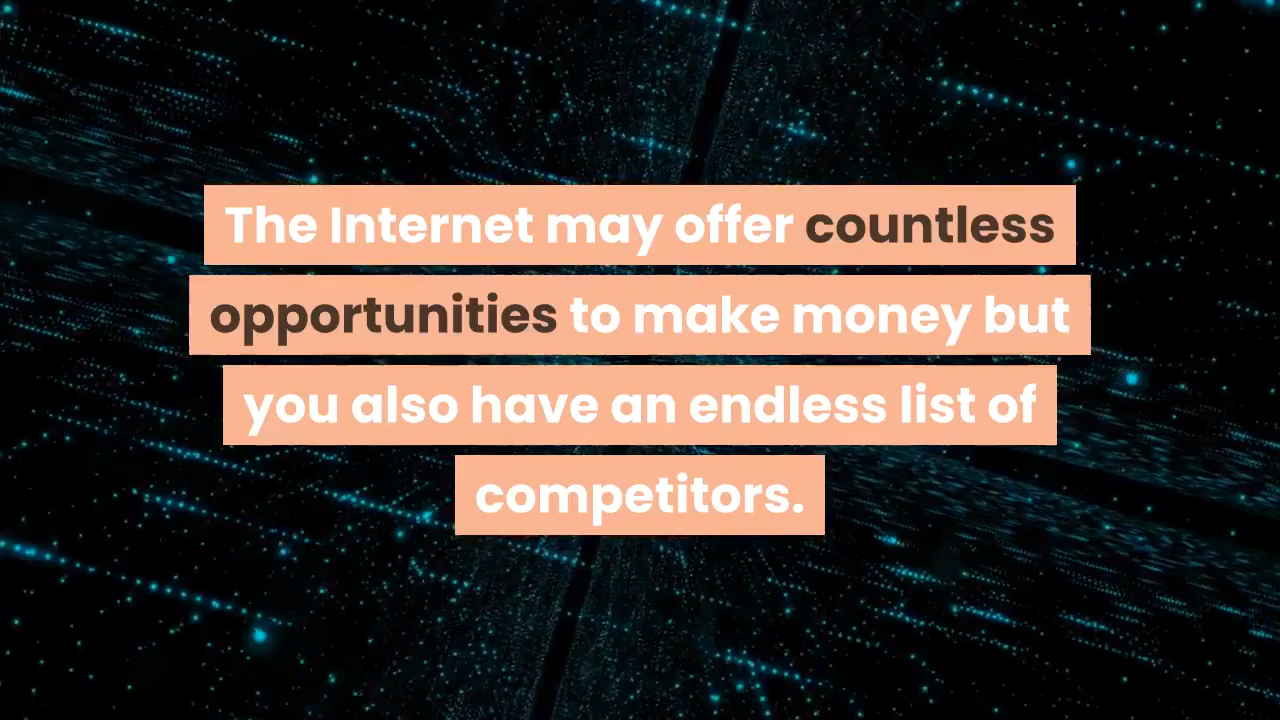 The Internet may offer countless
opportunities to make money but
you also have an endless list of
competitors.